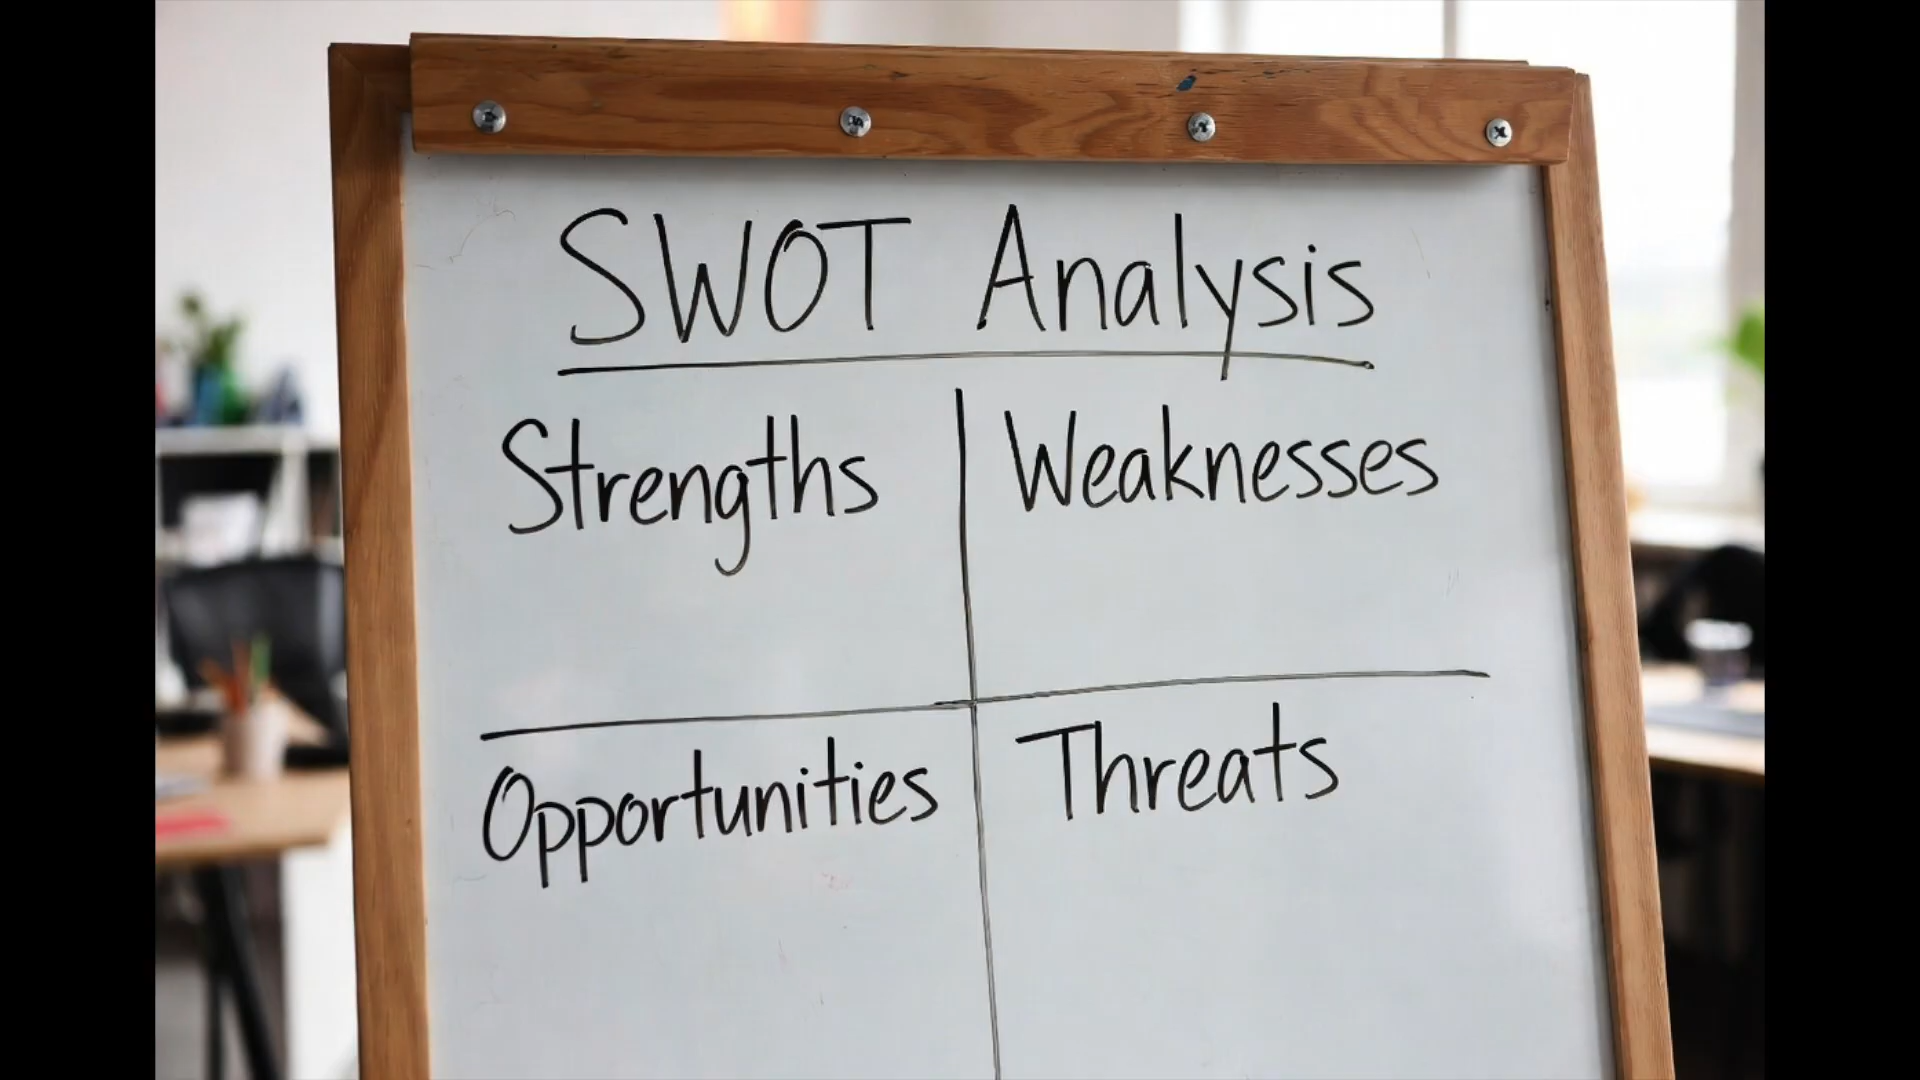 SWOT Analysis
Strengths
Weaknesses
Opportunities
Threats